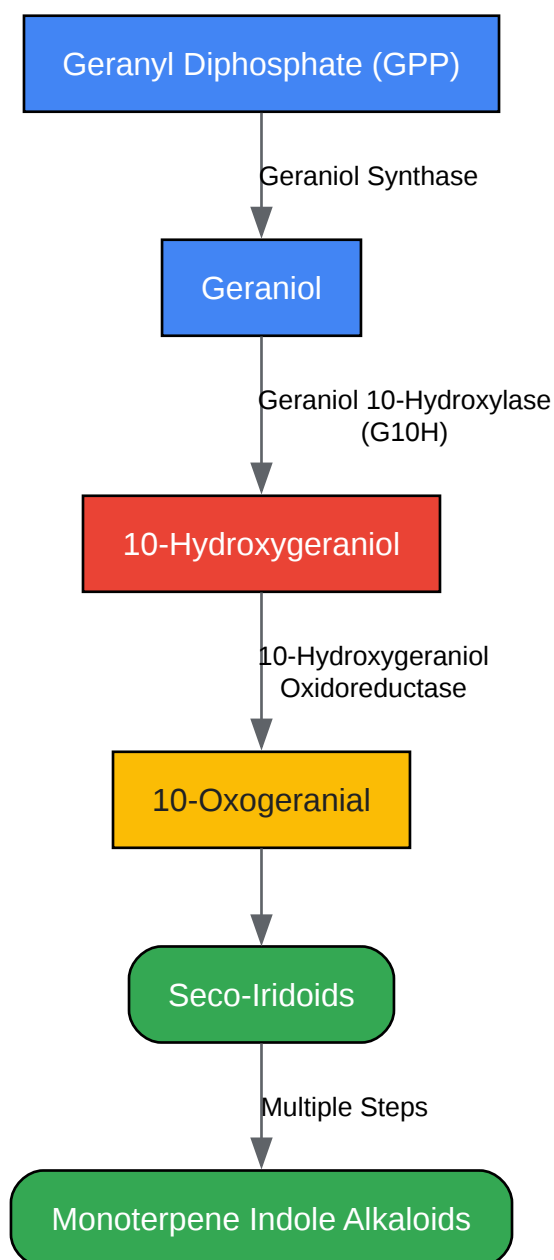 Geranyl Diphosphate (GPP)
Geraniol Synthase
Geraniol
Geraniol 10-Hydroxylase
(G10H)
10-Hydroxygeraniol
10-Hydroxygeraniol
Oxidoreductase
10-Oxogeranial
Seco-Iridoids
Multiple Steps
Monoterpene Indole Alkaloids